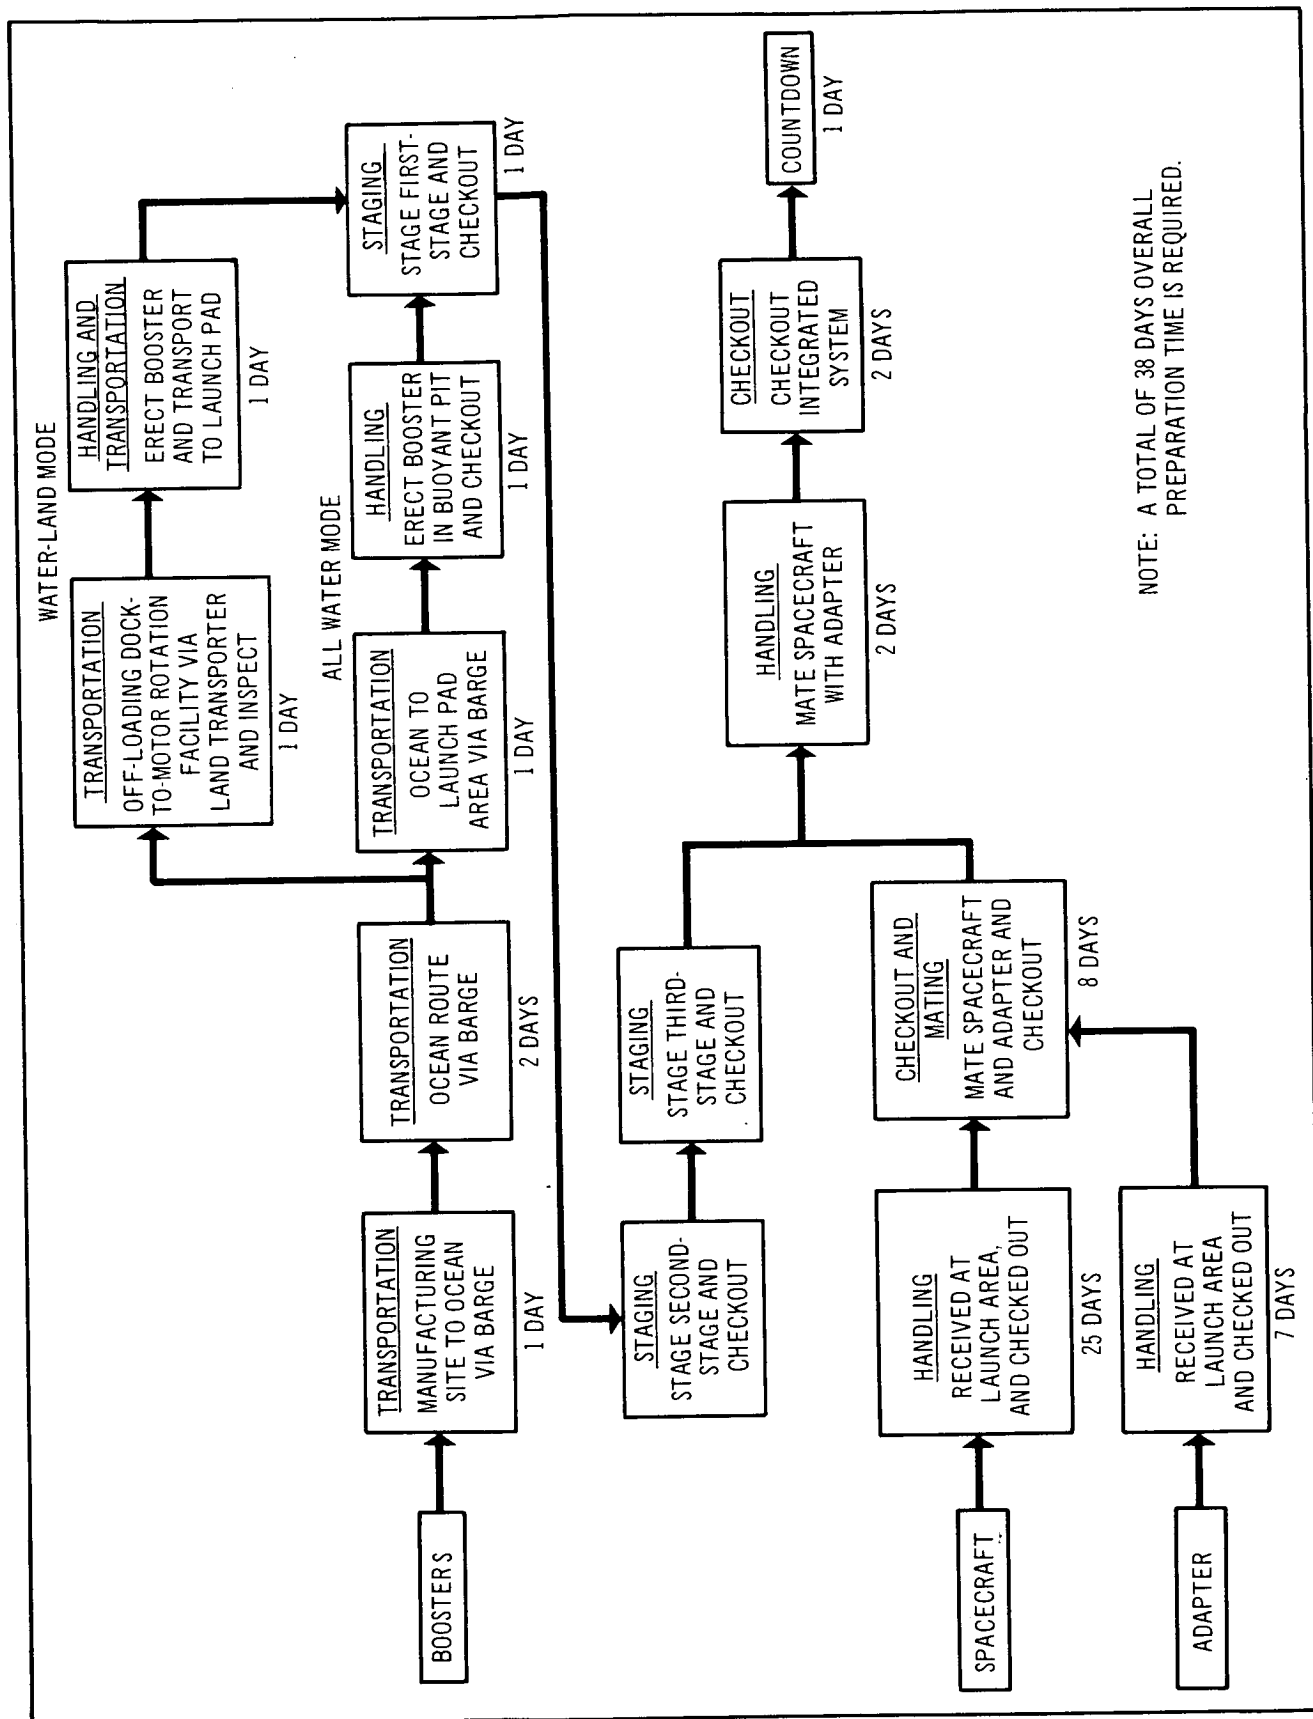 WATER-LAND MODE
TRANSPORTATION
OFF-LOADING DOCK-
TO-MOTOR ROTATION
FACILITY VIA
LAND TRANSPORTER
AND INSPECT
1 DAY
HANDLING AND
TRANSPORTATION
ERECT BOOSTER
AND TRANSPORT
TO LAUNCH PAD
1 DAY
ALL WATER MODE
BOOSTERS
TRANSPORTATION
MANUFACTURING
SITE TO OCEAN
VIA BARGE
1 DAY
TRANSPORTATION
OCEAN ROUTE
VIA BARGE
2 DAYS
TRANSPORTATION
OCEAN TO
LAUNCH PAD
AREA VIA BARGE
1 DAY
HANDLING
ERECT BOOSTER
IN BUOYANT PIT
AND CHECKOUT
1 DAY
STAGING
STAGE FIRST-
STAGE AND
CHECKOUT
1 DAY
STAGING
STAGE SECOND-
STAGE AND
CHECKOUT
STAGING
STAGE THIRD-
STAGE AND
CHECKOUT
HANDLING
MATE SPACECRAFT
WITH ADAPTER
2 DAYS
CHECKOUT
CHECKOUT
INTEGRATED
SYSTEM
2 DAYS
COUNTDOWN
1 DAY
SPACECRAFT
HANDLING
RECEIVED AT
LAUNCH AREA,
AND CHECKED OUT
25 DAYS
CHECKOUT AND
MATING
MATE SPACECRAFT
AND ADAPTER AND
CHECKOUT
8 DAYS
ADAPTER
HANDLING
RECEIVED AT
LAUNCH AREA
AND CHECKED OUT
7 DAYS
NOTE: A TOTAL OF 38 DAYS OVERALL
PREPARATION TIME IS REQUIRED.